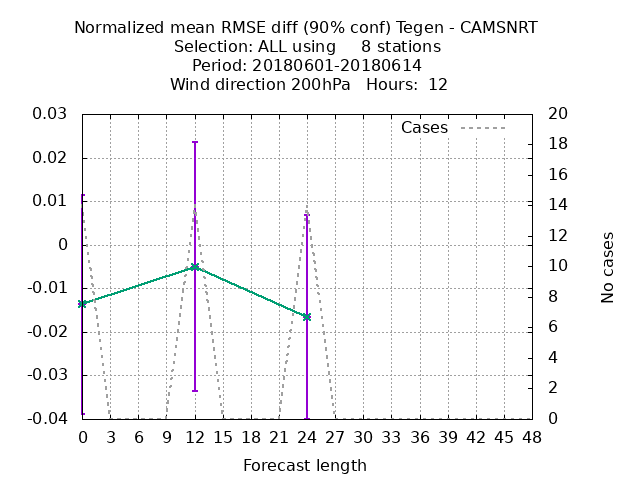 Normalized mean RMSE diff (90% conf) Tegen - CAMSNRT
Selection: ALL using     8 stations
Period: 20180601-20180614
Wind direction 200hPa   Hours:  12
0.03
0.02
0.01
0
-0.01
-0.02
-0.03
-0.04
Cases
20
18
16
14
12
10
8
6
4
2
0
No cases
0 3 6 9 12 15 18 21 24 27 30 33 36 39 42 45 48
Forecast length